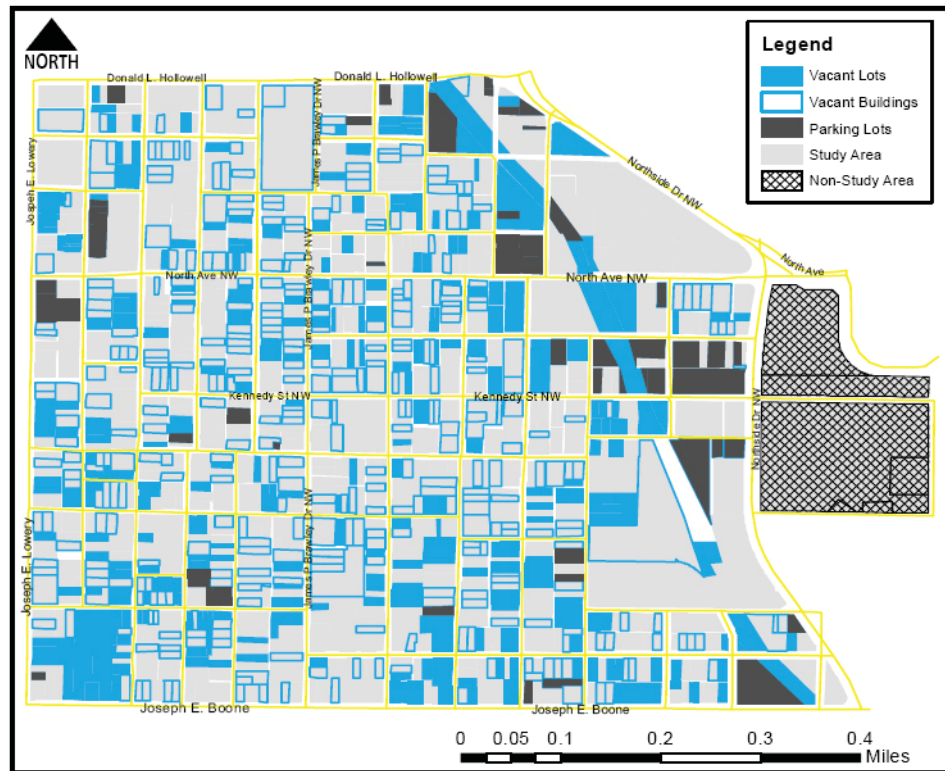 NORTH
Donald L. Hollowell
Donald L. Hollowell
Legend
Vacant Lots
Vacant Buildings
Parking Lots
Study Area
Non-Study Area
James P Brawley Dr NW
Jospeh E. Lowery
Northside Dr NW
North Ave
North Ave NW
North Ave NW
James P Brawley Dr NW
Kennedy St NW
Kennedy St NW
Northside Dr NW
James P Brawley Dr NW
Joseph E. Lowery
Joseph E. Boone
Joseph E. Boone
0 0.05 0.1 0.2 0.3 0.4
Miles